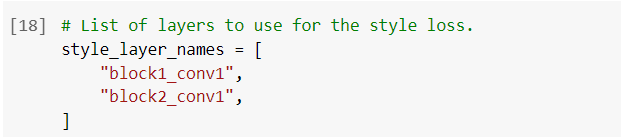 [18] # List of layers to use for the style loss.
style_layer_names = [
    "block1_conv1",
    "block2_conv1",
]